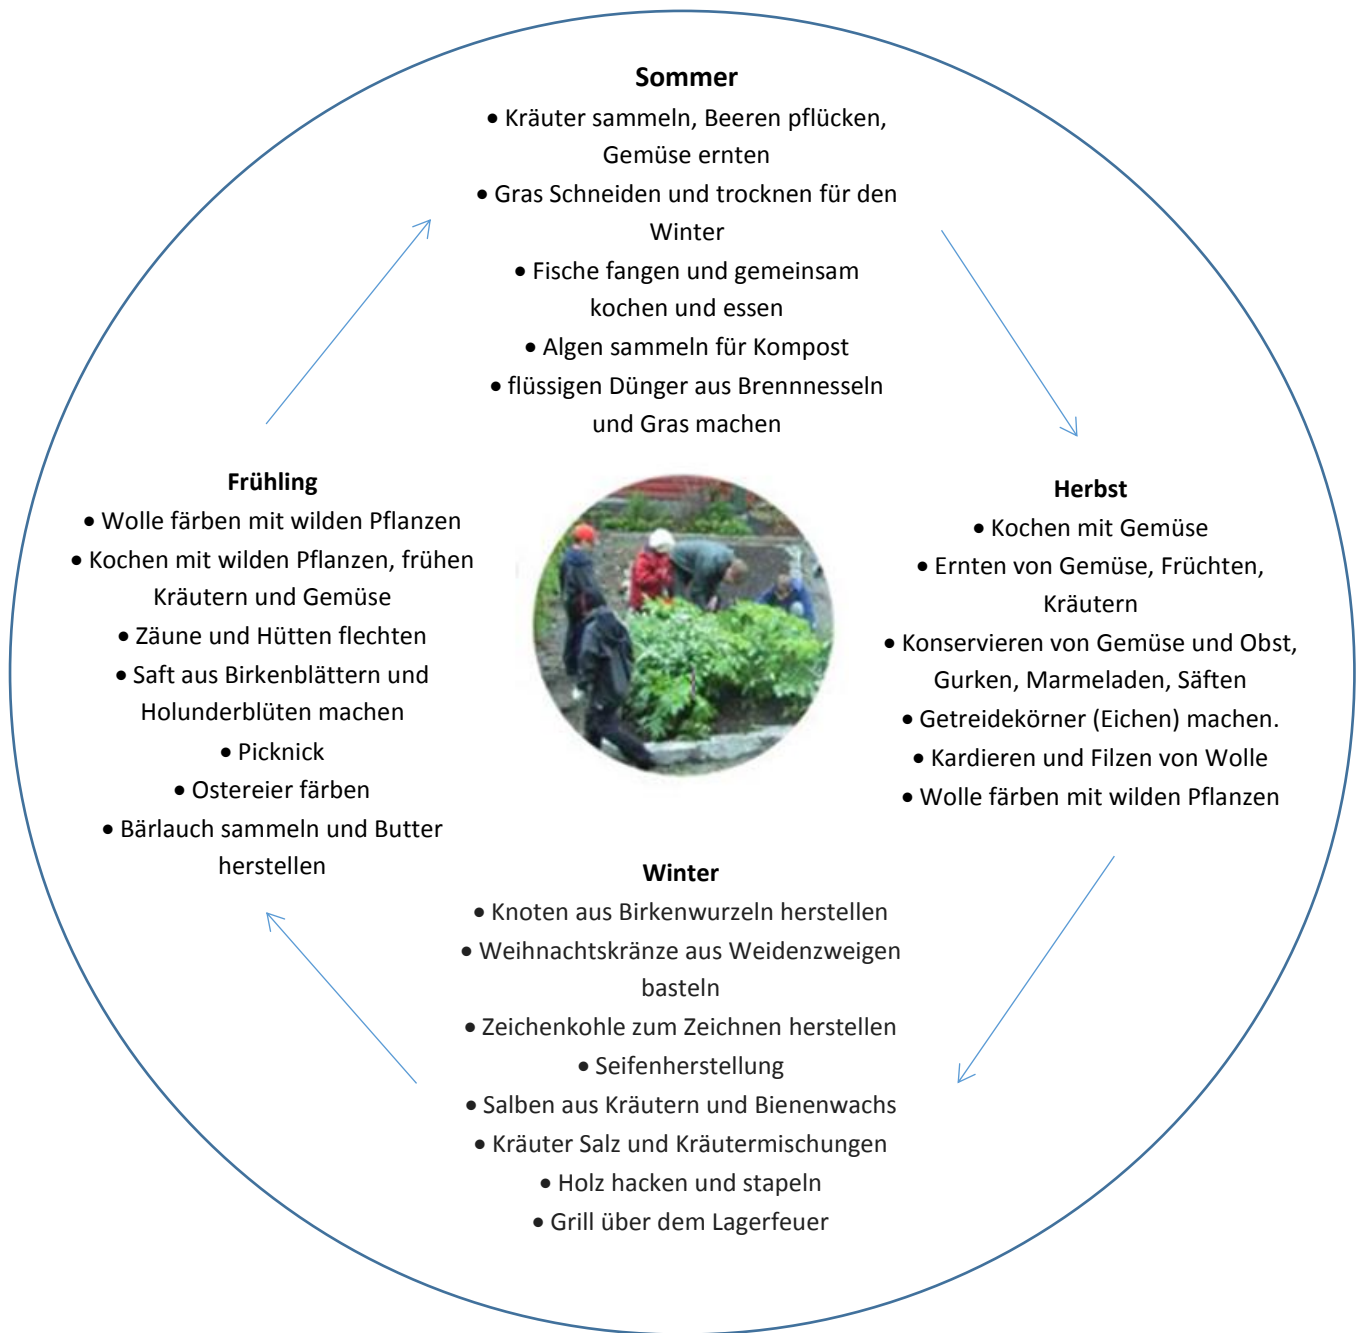 Sommer
• Kräuter sammeln, Beeren pflücken,
Gemüse ernten
• Gras Schneiden und trocknen für den
Winter
• Fische fangen und gemeinsam
kochen und essen
• Algen sammeln für Kompost
• flüssigen Dünger aus Brennnesseln
und Gras machen
Frühling
• Wolle färben mit wilden Pflanzen
• Kochen mit wilden Pflanzen, frühen
Kräutern und Gemüse
• Zäune und Hütten flechten
• Saft aus Birkenblättern und
Holunderblüten machen
• Picknick
• Ostereier färben
• Bärlauch sammeln und Butter
herstellen
Herbst
• Kochen mit Gemüse
• Ernten von Gemüse, Früchten,
Kräutern
• Konservieren von Gemüse und Obst,
Gurken, Marmeladen, Säften
• Getreidekörner (Eichen) machen.
• Kardieren und Filzen von Wolle
• Wolle färben mit wilden Pflanzen
Winter
• Knoten aus Birkenwurzeln herstellen
• Weihnachtskränze aus Weidenzweigen
basteln
• Zeichenkohle zum Zeichnen herstellen
• Seifenherstellung
• Salben aus Kräutern und Bienenwachs
• Kräuter Salz und Kräutermischungen
• Holz hacken und stapeln
• Grill über dem Lagerfeuer